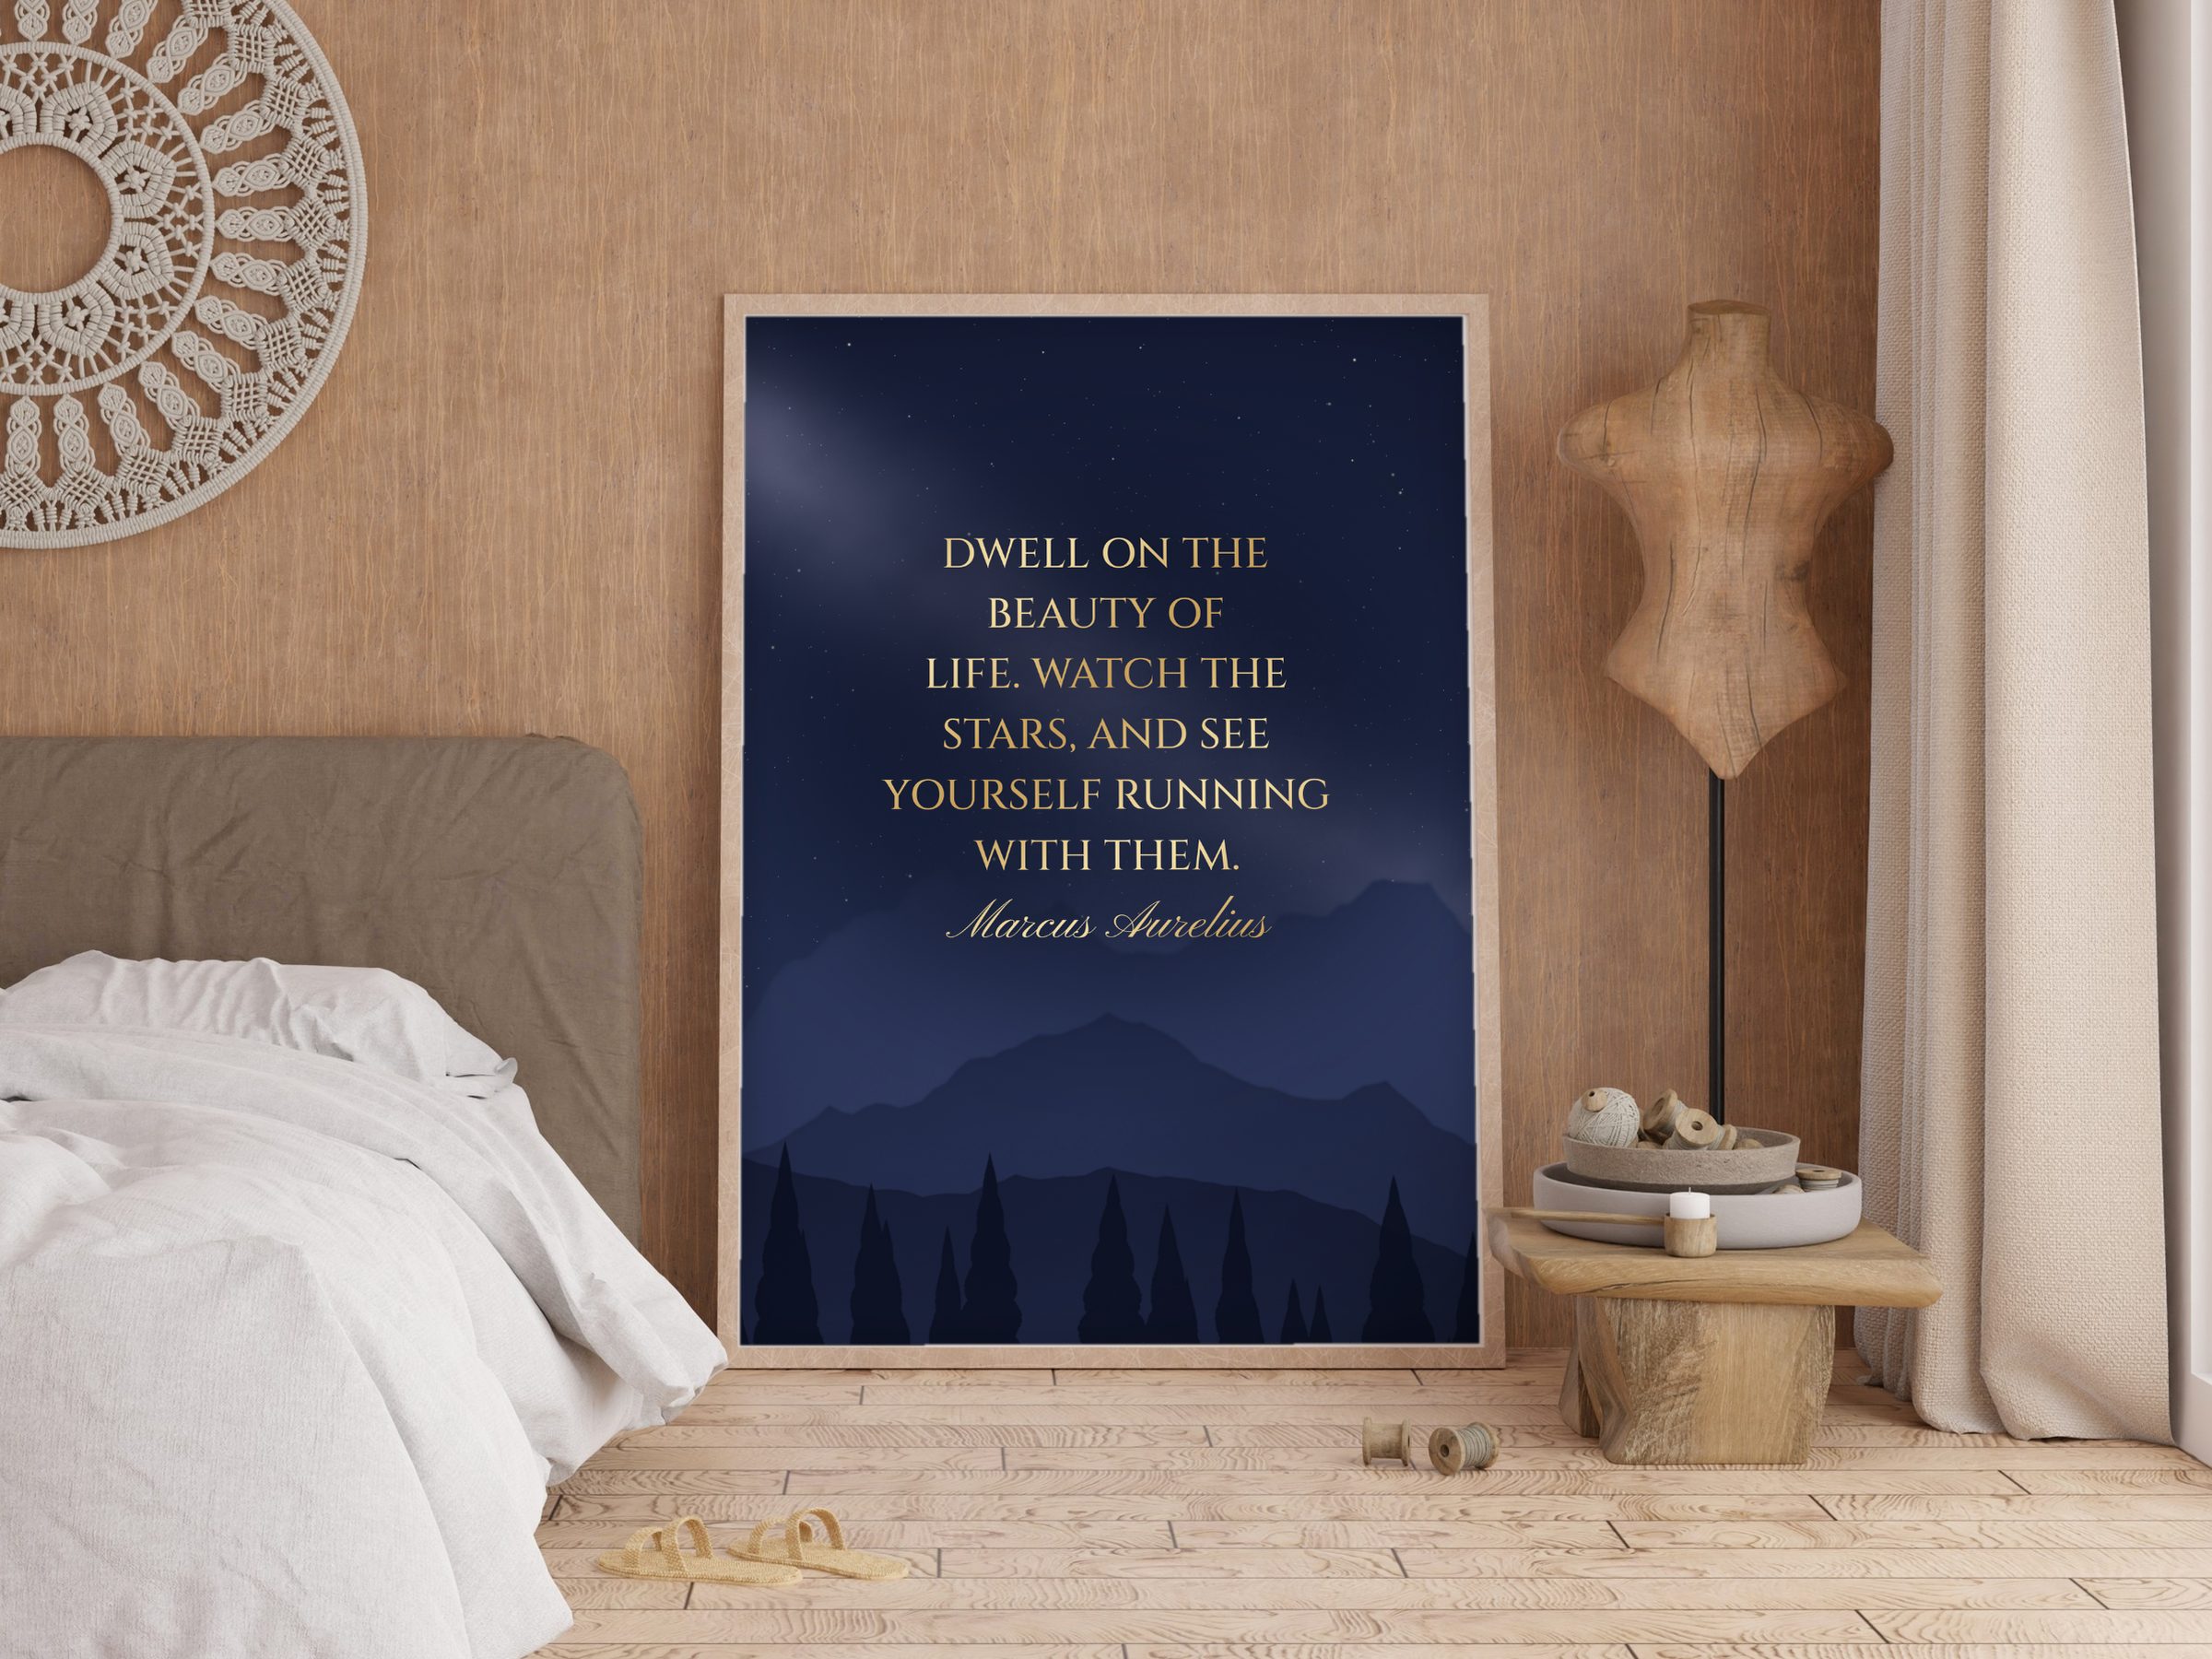 DWELL ON THE
BEAUTY OF
LIFE. WATCH THE
STARS, AND SEE
YOURSELF RUNNING
WITH THEM.
Marcus Aurelius